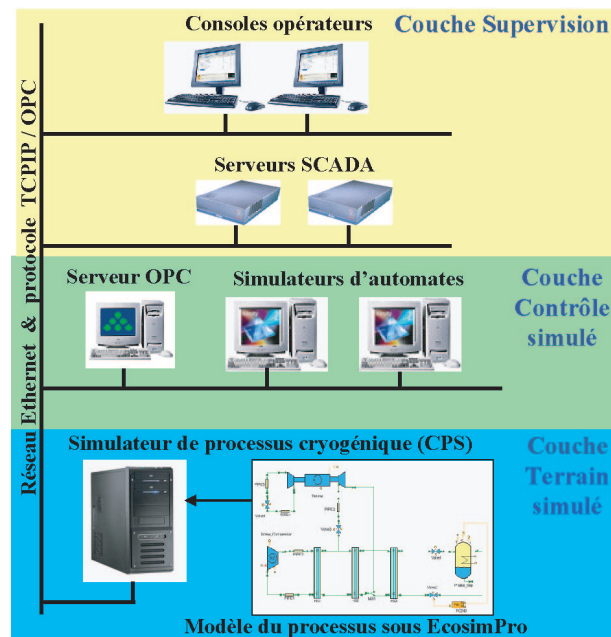 Consoles opérateurs
Couche Supervision
Réseau Ethernet & protocole TCPIP / OPC
Serveurs SCADA
Serveur OPC
Simulateurs d'automates
Couche
Contrôle
simulé
Simulateur de processus cryogénique (CPS)
Couche
Terrain
simulé
Modèle du processus sous EcosimPro